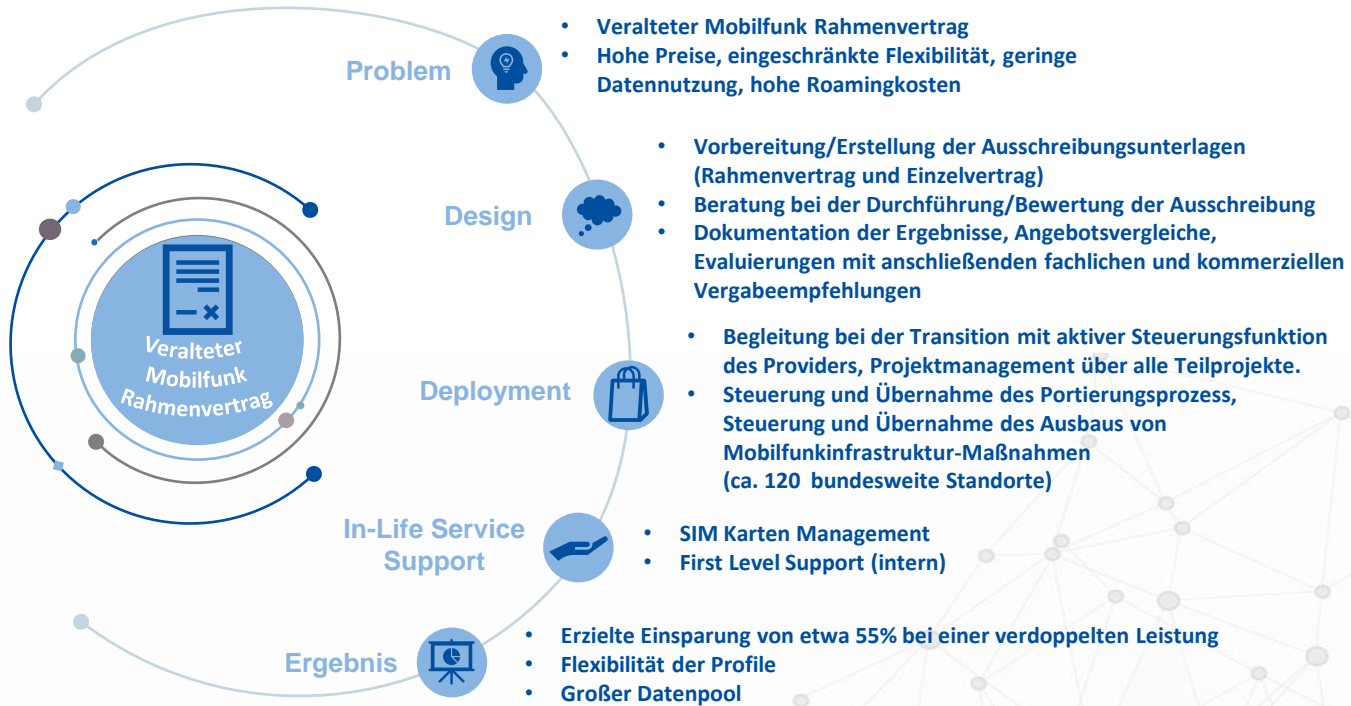 Veralteter
Mobilfunk
Rahmenvertrag
Problem
• Veralteter Mobilfunk Rahmenvertrag
• Hohe Preise, eingeschränkte Flexibilität, geringe
Datennutzung, hohe Roamingkosten
Design
• Vorbereitung/Erstellung der Ausschreibungsunterlagen
(Rahmenvertrag und Einzelvertrag)
• Beratung bei der Durchführung/Bewertung der Ausschreibung
• Dokumentation der Ergebnisse, Angebotsvergleiche,
Evaluierungen mit anschließenden fachlichen und kommerziellen
Vergabeempfehlungen
Deployment
• Begleitung bei der Transition mit aktiver Steuerungsfunktion
des Providers, Projektmanagement über alle Teilprojekte.
• Steuerung und Übernahme des Portierungsprozess,
Steuerung und Übernahme des Ausbaus von
Mobilfunkinfrastruktur-Maßnahmen
(ca. 120 bundesweite Standorte)
In-Life Service
Support
• SIM Karten Management
• First Level Support (intern)
Ergebnis
• Erzielte Einsparung von etwa 55% bei einer verdoppelten Leistung
• Flexibilität der Profile
• Großer Datenpool